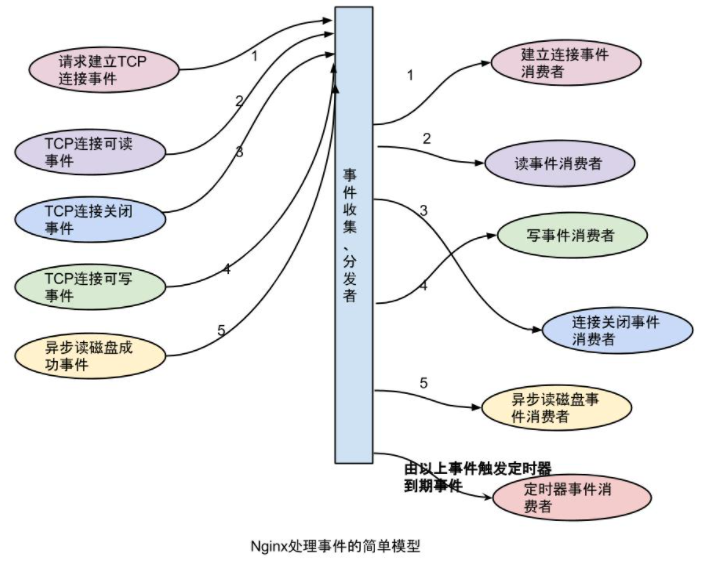 请求建立TCP
连接事件
1
TCP连接可读
事件
2
TCP连接关闭
事件
3
TCP连接可写
事件
4
异步读磁盘成
功事件
5
事
件
收
集
、
分
发
者
1
建立连接事件
消费者
2
读事件消费者
3
写事件消费者
4
连接关闭事件
消费者
5
异步读磁盘事
件消费者
由以上事件触发定时器
到期事件
定时器事件消
费者
Nginx处理事件的简单模型